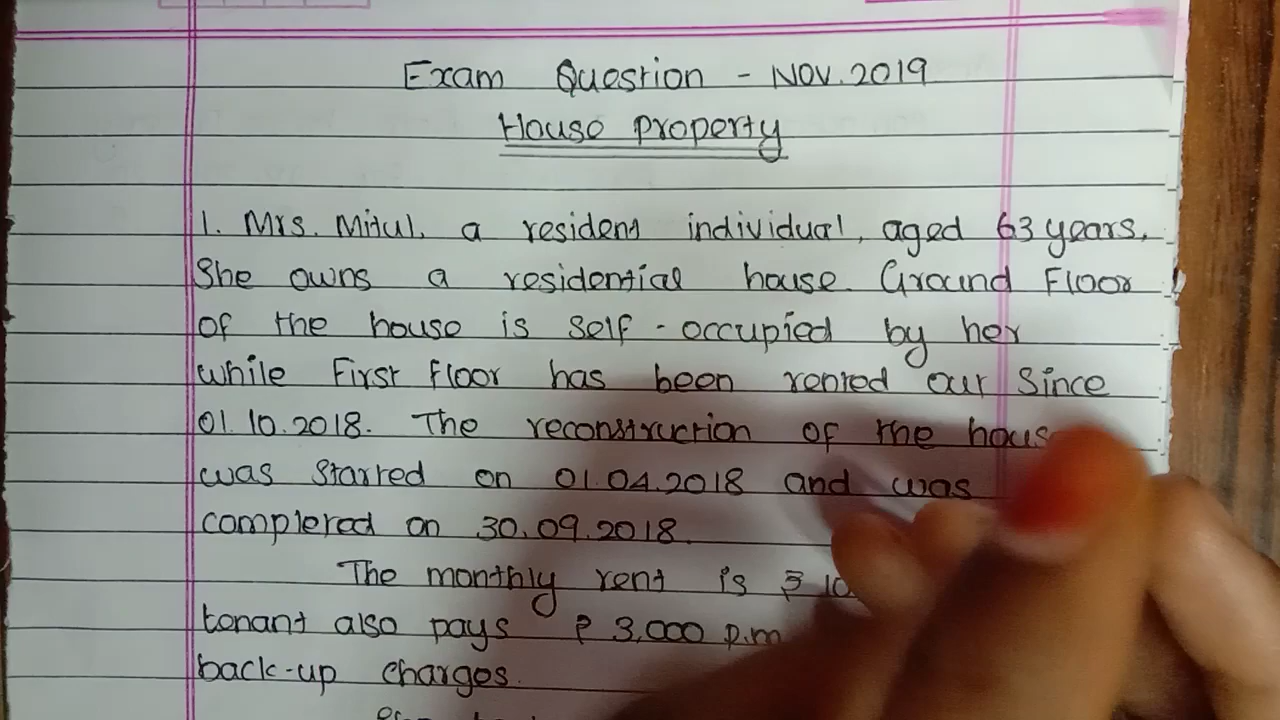 Exam Question - Nov. 2019
House property
1. Mrs. Mitul, a resident individual, aged 63 years.
She owns a residential house. Ground Floor
of the house is self-occupied by her
while First floor has been rented out since
01.10.2018. The reconstruction of the
was started on 01.04.2018 and was
completed on 30.09.2018.
The monthly rent is ₹
tenant also pays ₹ 3,000 p.m
back-up charges.